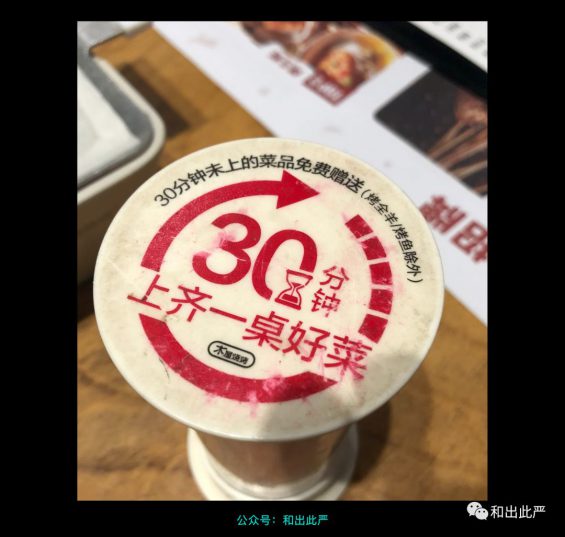 30分钟未上的菜品免费赠送(烤全羊/烤鱼除外)
30分钟
上齐一桌好菜
木屋烧烤
公众号：和出此严
和出此严